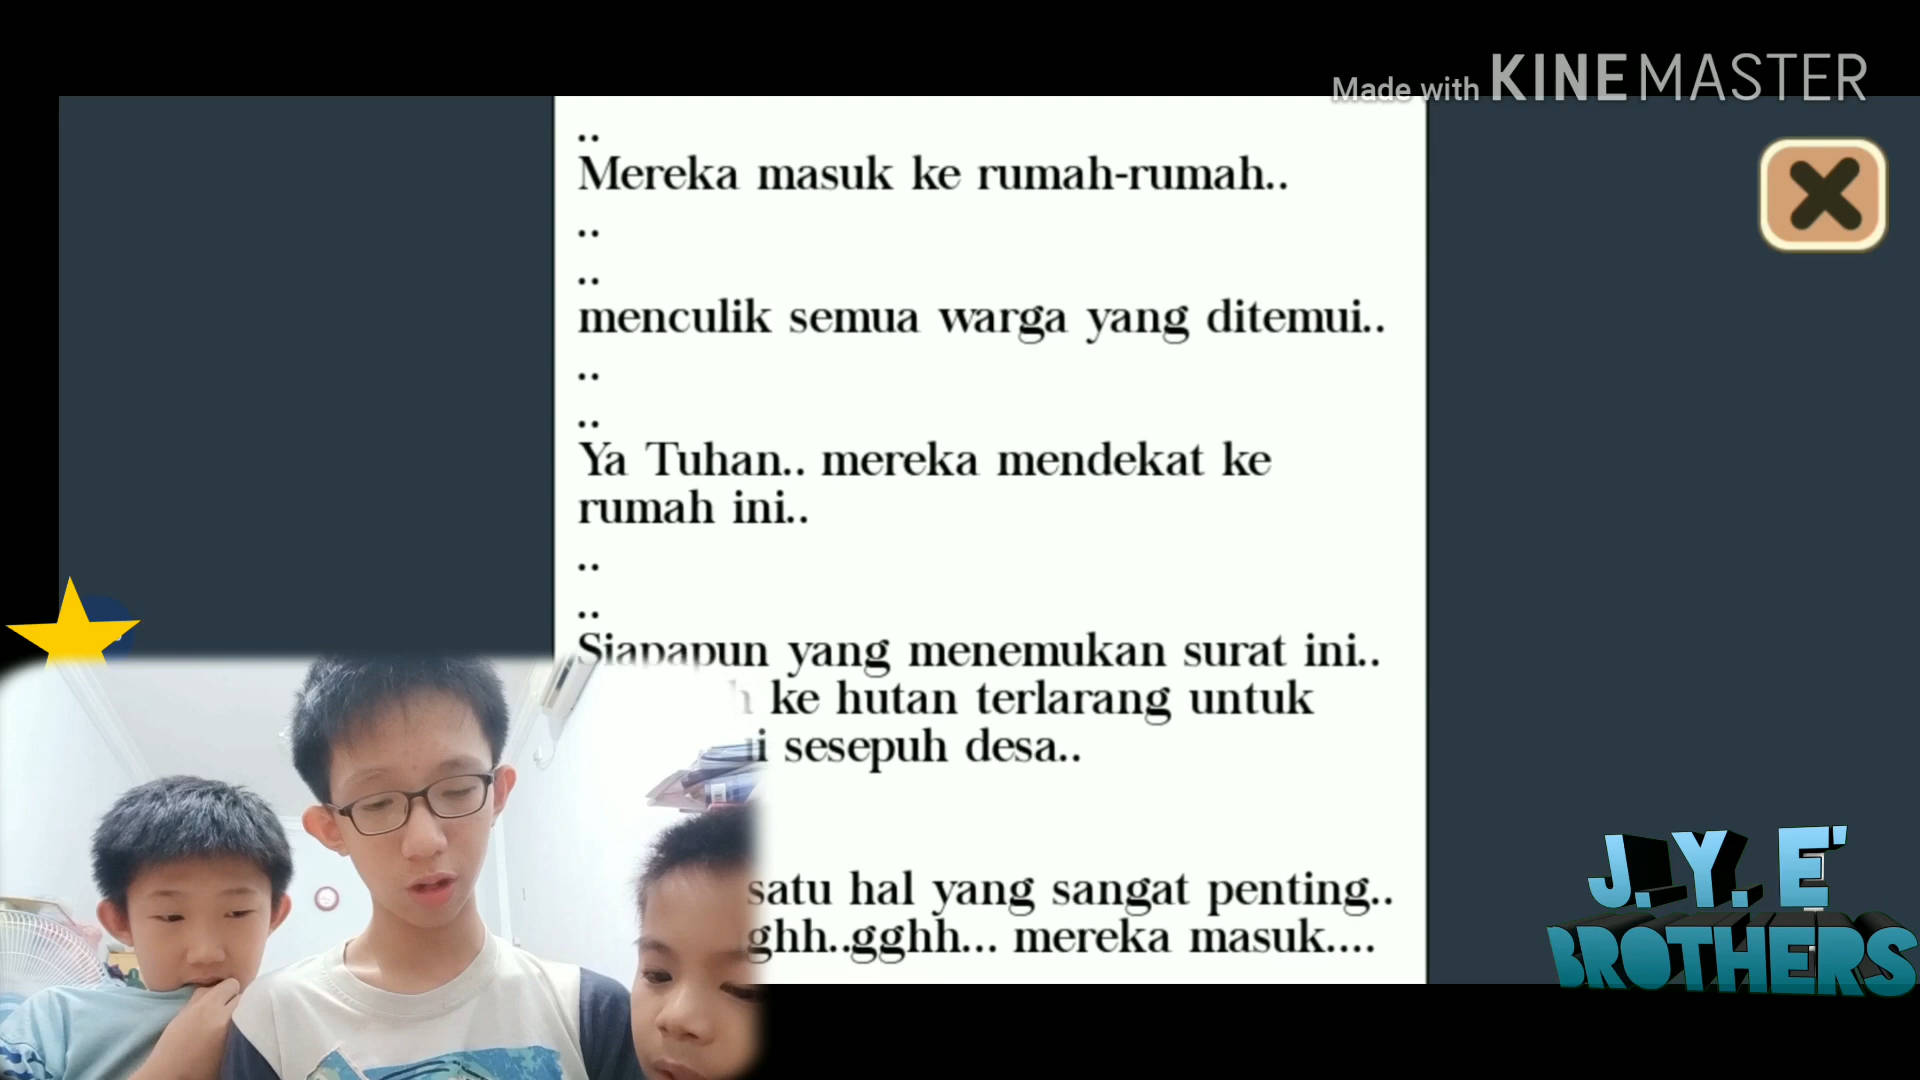 Made with KINEMASTER
..
Mereka masuk ke rumah-rumah..
..
..
menculik semua warga yang ditemui..
..
..
Ya Tuhan.. mereka mendekat ke
rumah ini..
..
..
Siapapun yang menemukan surat ini..
ke hutan terlarang untuk
sesepuh desa..
satu hal yang sangat penting..
ghh..gghh... mereka masuk....
J.Y.E'
BROTHERS